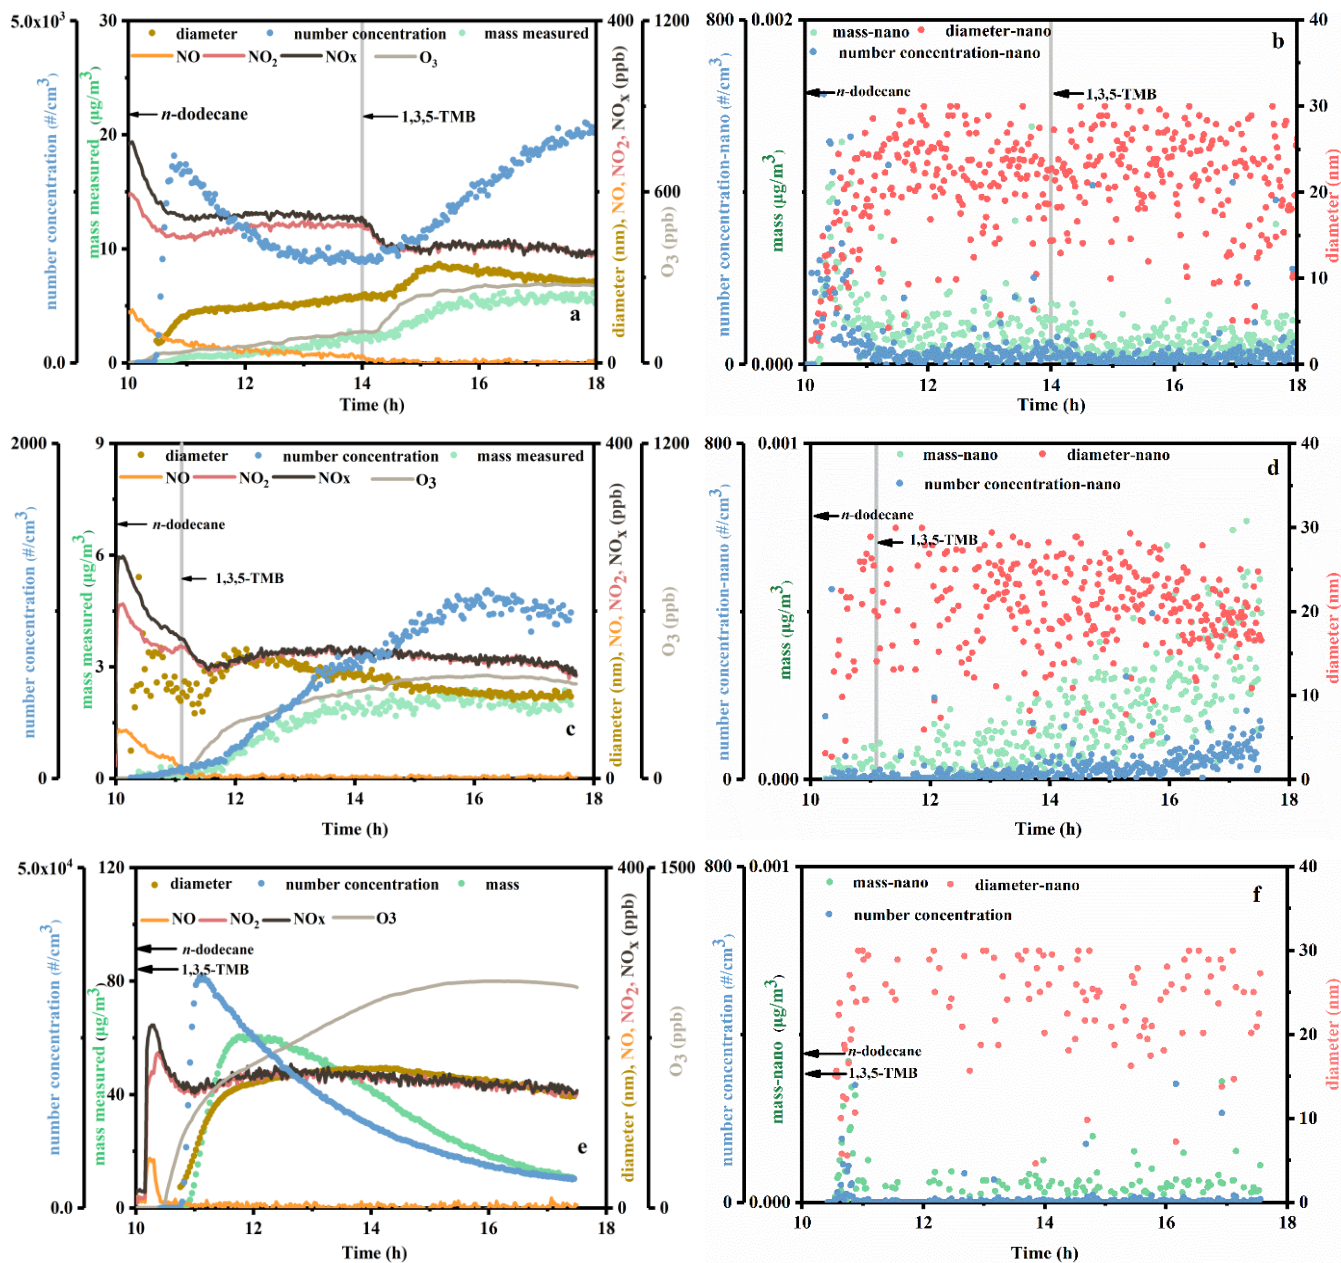 5.0x10³
0.0
number concentration (#/cm³)
30
20
10
0
mass measured (µg/m³)
diameter number concentration mass measured
NO NO₂ NOx O₃
n-dodecane
1,3,5-TMB
a
10 12 14 16 18
Time (h)
400
200
0
diameter (nm), NO, NO₂, NOₓ (ppb)
1200
600
0
O₃ (ppb)
800
0
number concentration-nano (#/cm³)
0.002
0.000
mass (µg/m³)
mass-nano diameter-nano
number concentration-nano
b
n-dodecane
1,3,5-TMB
10 12 14 16 18
Time (h)
40
30
20
10
0
diameter (nm)
2000
0
number concentration (#/cm³)
9
6
3
0
mass measured (µg/m³)
diameter number concentration mass measured
NO NO₂ NOx O₃
n-dodecane
1,3,5-TMB
c
10 12 14 16 18
Time (h)
400
200
0
diameter (nm), NO, NO₂, NOₓ (ppb)
1200
600
0
O₃ (ppb)
800
0
number concentration-nano (#/cm³)
0.001
0.000
mass (µg/m³)
mass-nano diameter-nano
number concentration-nano
d
n-dodecane
1,3,5-TMB
10 12 14 16 18
Time (h)
40
30
20
10
0
diameter (nm)
5.0x10⁴
0.0
number concentration (#/cm³)
120
80
40
0
mass measured (µg/m³)
diameter number concentration mass
NO NO₂ NOx O3
n-dodecane
1,3,5-TMB
e
10 12 14 16 18
Time (h)
400
200
0
diameter (nm), NO, NO₂, NOₓ (ppb)
1500
0
O₃ (ppb)
800
0
number concentration (#/cm³)
0.001
0.000
mass-nano (µg/m³)
mass-nano diameter-nano
number concentration
f
n-dodecane
1,3,5-TMB
10 12 14 16 18
Time (h)
40
30
20
10
0
diameter (nm)